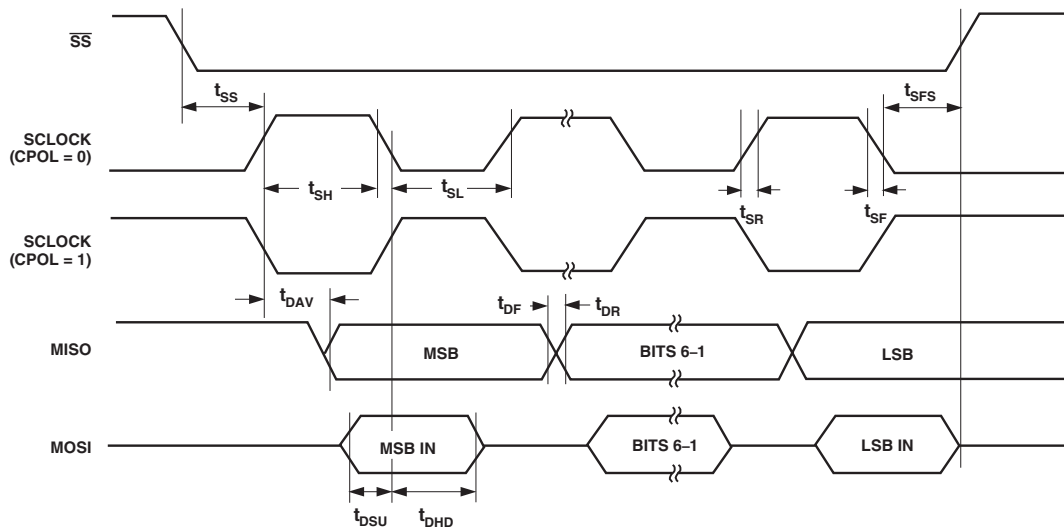 SS
tSS
tSFS
SCLOCK
(CPOL = 0)
tSH
tSL
tSR
tSF
SCLOCK
(CPOL = 1)
tDAV
tDF
tDR
MISO
MSB
BITS 6–1
LSB
MOSI
MSB IN
BITS 6–1
LSB IN
tDSU
tDHD